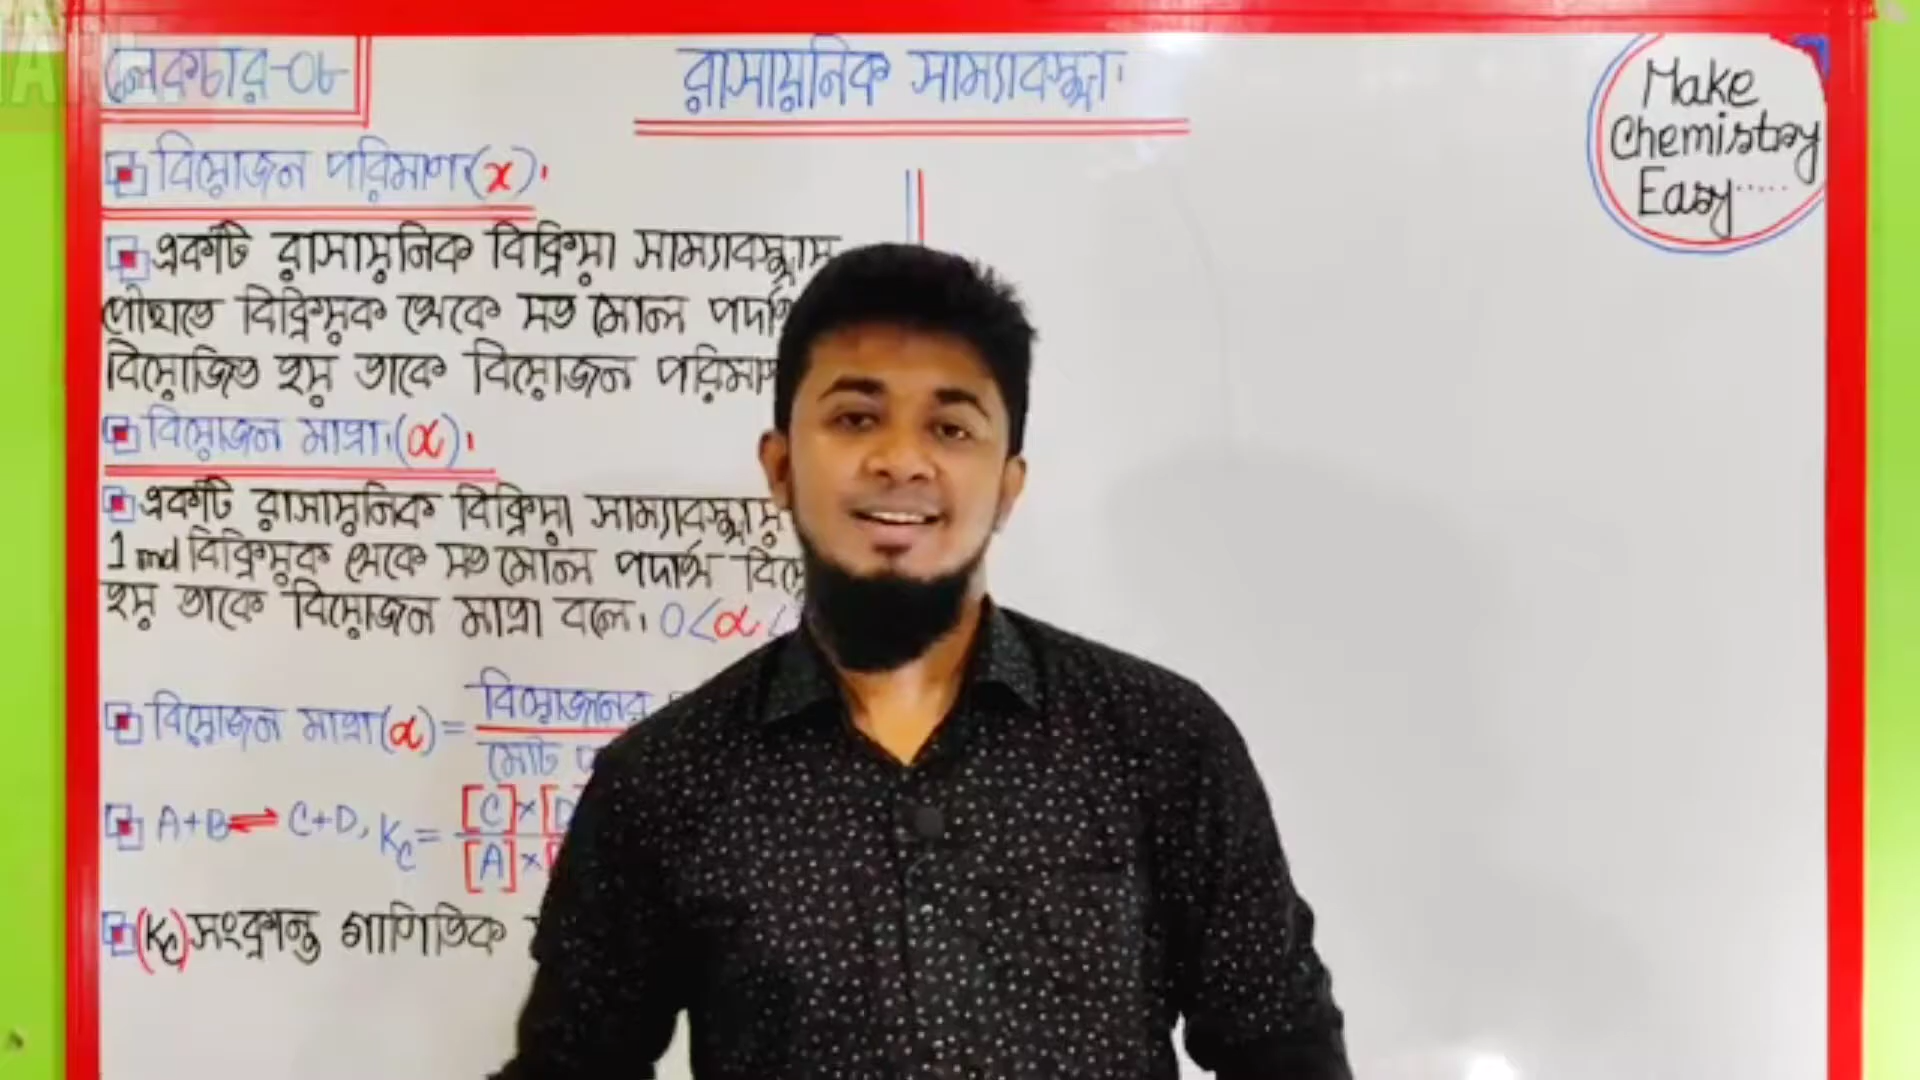 লেকচার-০৮
রাসায়নিক সাম্যাবস্থা।
Make
Chemistry
Easy.....
বিয়োজন পরিমাণ (x)।
একটি রাসায়নিক বিক্রিয়া সাম্যাবস্থায়
পৌছাতে বিক্রিয়ক থেকে যত মোল পদার্থ
বিয়োজিত হয় তাকে বিয়োজন পরিমাণ
বিয়োজন মাত্রা।(α)।
একটি রাসায়নিক বিক্রিয়া সাম্যাবস্থায়
1 mol বিক্রিয়ক থেকে যত মোল পদার্থ
হয় তাকে বিয়োজন মাত্রা বলে। 0<α<
বিয়োজন মাত্রা(α)= বিয়োজনের
মোট
A+B⇌C+D, Kc= [C]×[D
[A]×[
(Kc)সংক্রান্ত গাণিতিক